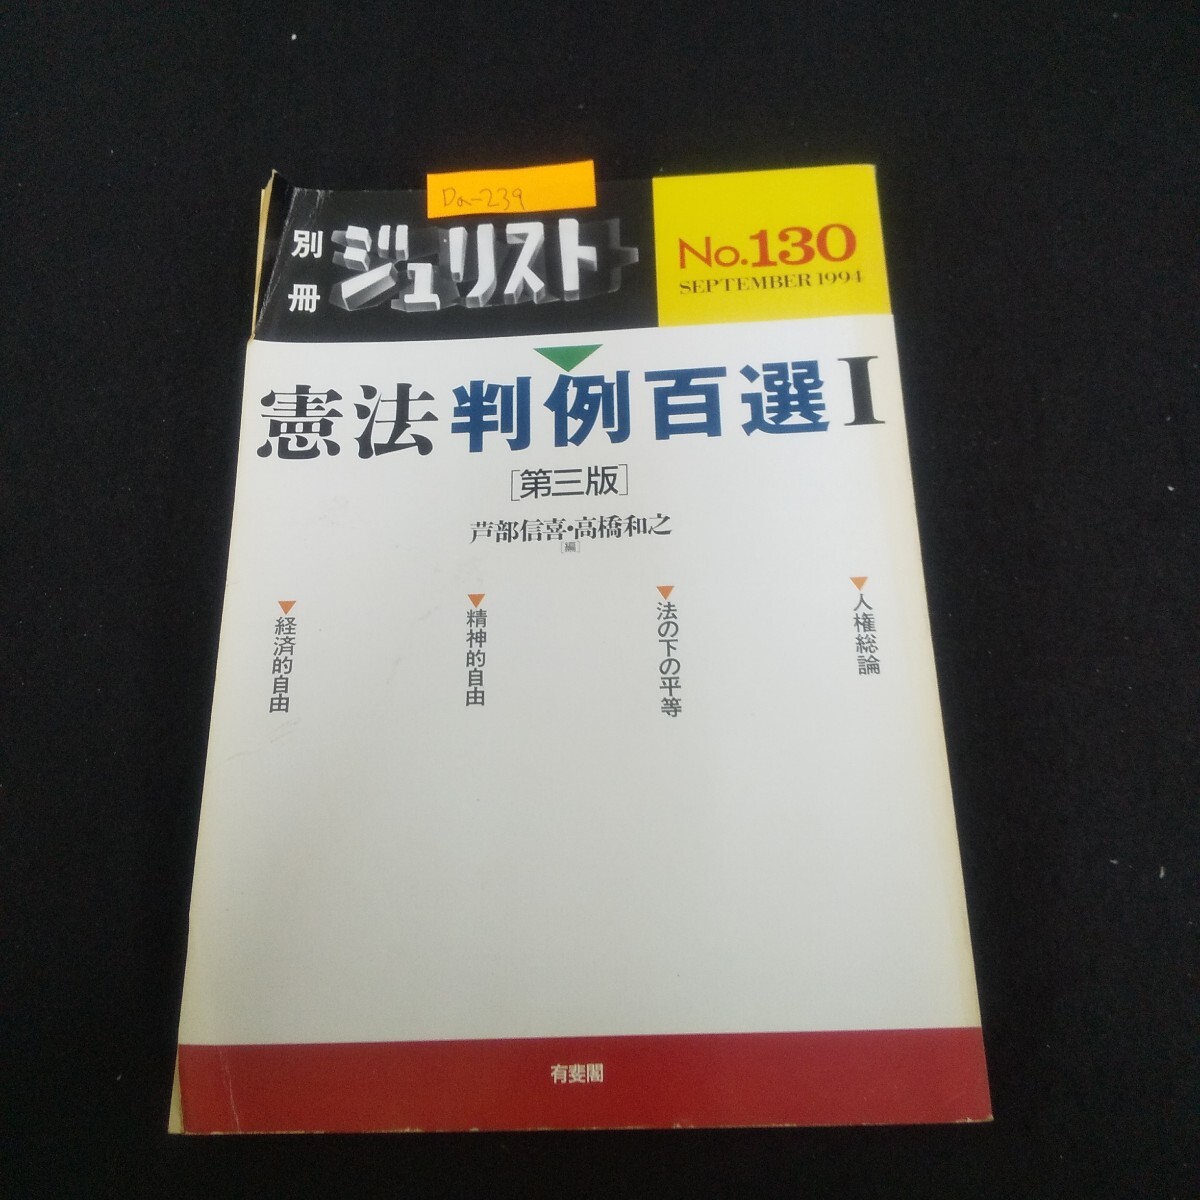 Da-239
別冊
ジュリスト
No.130
SEPTEMBER 1994
憲法判例百選I
[第三版]
芦部信喜・高橋和之
[編]
人権総論
法の下の平等
精神的自由
経済的自由
有斐閣